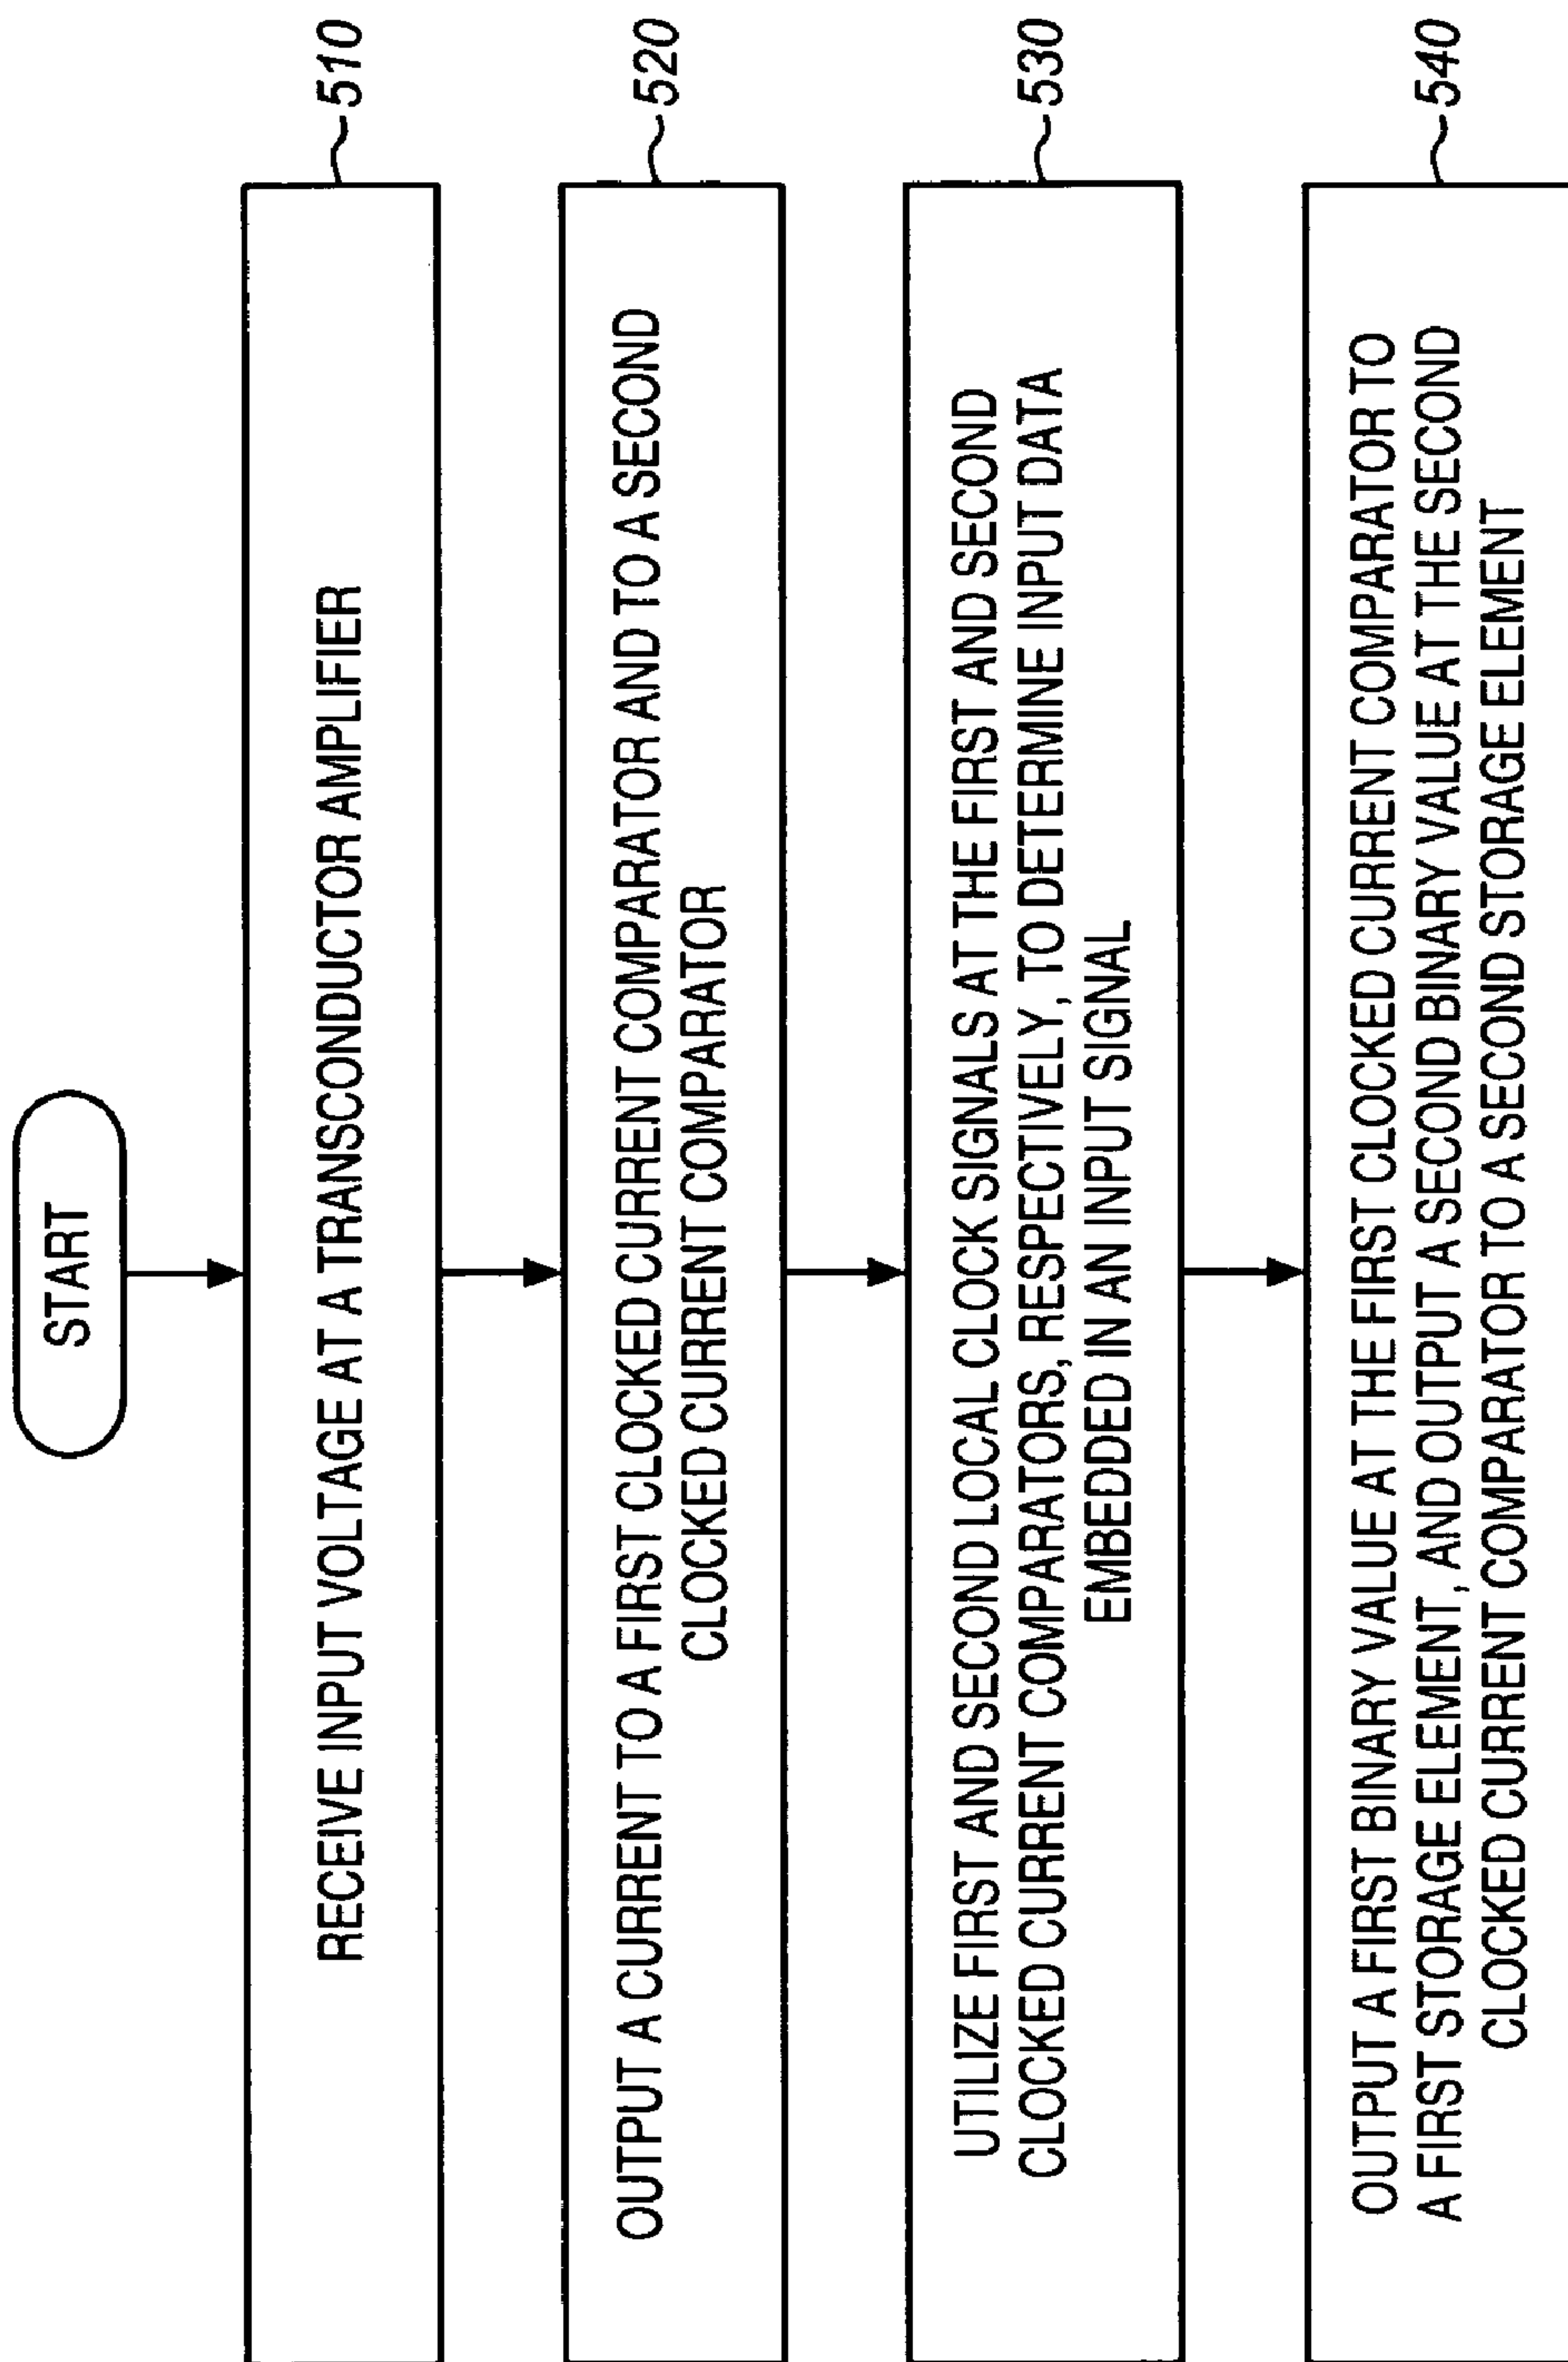 START
RECEIVE INPUT VOLTAGE AT A TRANSCONDUCTOR AMPLIFIER
510
OUTPUT A CURRENT TO A FIRST CLOCKED CURRENT COMPARATOR AND TO A SECOND
CLOCKED CURRENT COMPARATOR
520
UTILIZE FIRST AND SECOND LOCAL CLOCK SIGNALS AT THE FIRST AND SECOND
CLOCKED CURRENT COMPARATORS, RESPECTIVELY, TO DETERMINE INPUT DATA
EMBEDDED IN AN INPUT SIGNAL
530
OUTPUT A FIRST BINARY VALUE AT THE FIRST CLOCKED CURRENT COMPARATOR TO
A FIRST STORAGE ELEMENT, AND OUTPUT A SECOND BINARY VALUE AT THE SECOND
CLOCKED CURRENT COMPARATOR TO A SECOND STORAGE ELEMENT
540